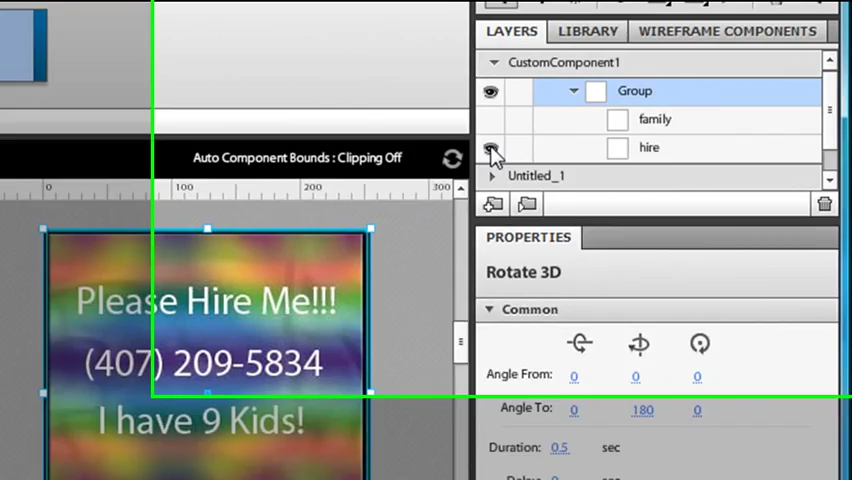 LAYERS LIBRARY WIREFRAME COMPONENTS
CustomComponent1
Group
family
hire
Untitled_1
Auto Component Bounds : Clipping Off
0 100 200 300
PROPERTIES
Rotate 3D
Common
Angle From: 0 0 0
Angle To: 0 180 0
Duration: 0.5 sec
Please Hire Me!!!
(407) 209-5834
I have 9 Kids!